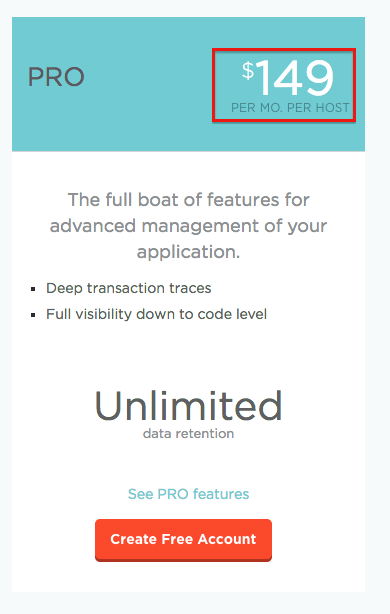 PRO
$149
PER MO. PER HOST
The full boat of features for
advanced management of your
application.
Deep transaction traces
Full visibility down to code level
Unlimited
data retention
See PRO features
Create Free Account